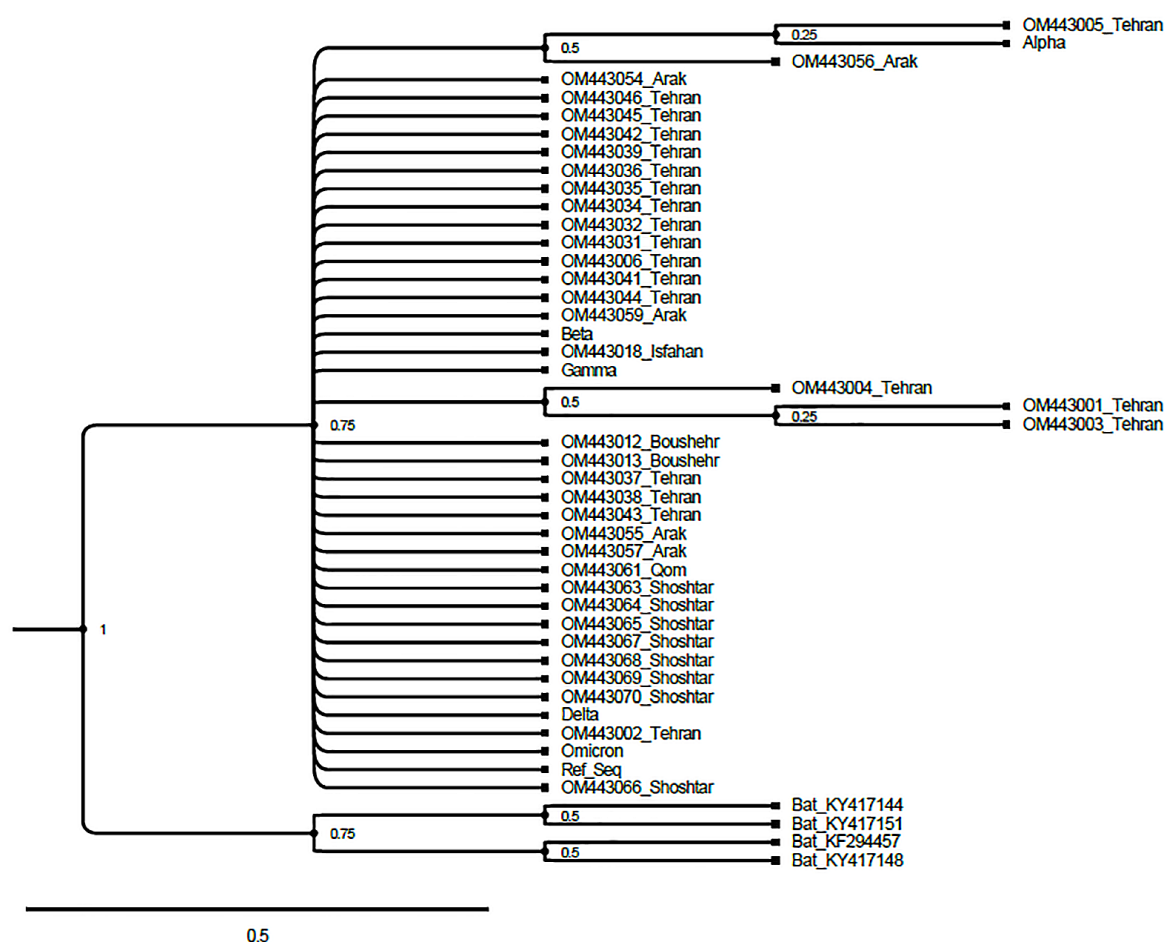 OM443005_Tehran
0.25
Alpha
0.5
OM443056_Arak
OM443054_Arak
OM443046_Tehran
OM443045_Tehran
OM443042_Tehran
OM443039_Tehran
OM443036_Tehran
OM443035_Tehran
OM443034_Tehran
OM443032_Tehran
OM443031_Tehran
OM443006_Tehran
OM443041_Tehran
OM443044_Tehran
OM443059_Arak
Beta
OM443018_Isfahan
Gamma
OM443004_Tehran
0.5
OM443001_Tehran
0.25
OM443003_Tehran
0.75
OM443012_Boushehr
OM443013_Boushehr
OM443037_Tehran
OM443038_Tehran
OM443043_Tehran
OM443055_Arak
OM443057_Arak
OM443061_Qom
OM443063_Shoshtar
OM443064_Shoshtar
OM443065_Shoshtar
1
OM443067_Shoshtar
OM443068_Shoshtar
OM443069_Shoshtar
OM443070_Shoshtar
Delta
OM443002_Tehran
Omicron
Ref_Seq
OM443066_Shoshtar
Bat_KY417144
0.5
Bat_KY417151
0.75
Bat_KF294457
0.5
Bat_KY417148
0.5